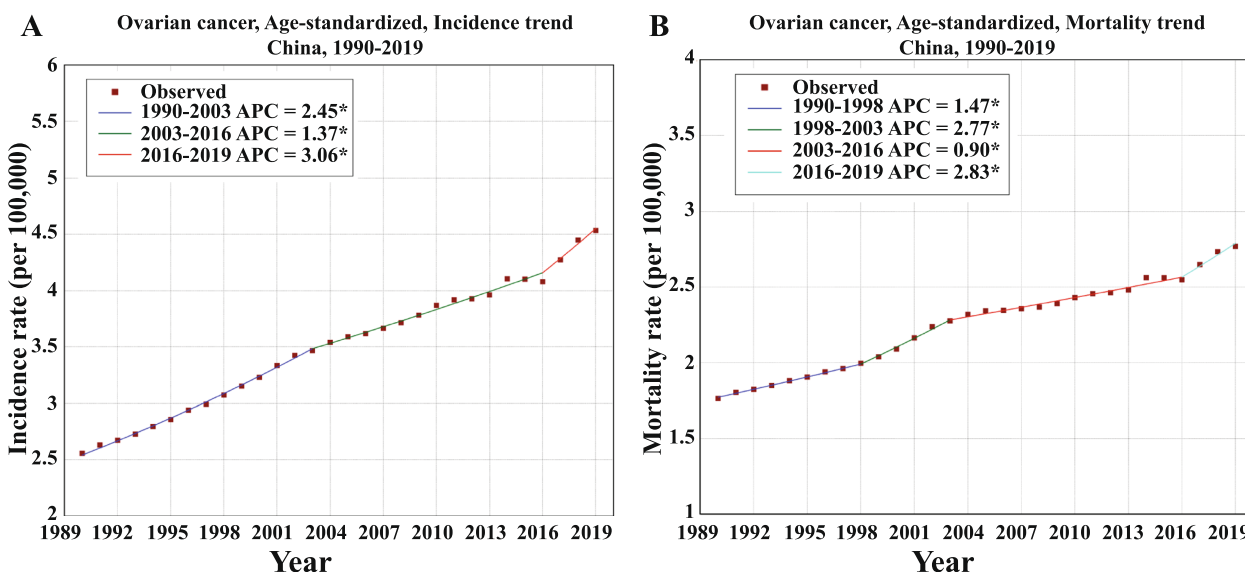 A
Ovarian cancer, Age-standardized, Incidence trend
China, 1990-2019
Incidence rate (per 100,000)
6
5.5
5
4.5
4
3.5
3
2.5
2
Observed
1990-2003 APC = 2.45*
2003-2016 APC = 1.37*
2016-2019 APC = 3.06*
1989 1992 1995 1998 2001 2004 2007 2010 2013 2016 2019
Year
B
Ovarian cancer, Age-standardized, Mortality trend
China, 1990-2019
Mortality rate (per 100,000)
4
3.5
3
2.5
2
1.5
1
Observed
1990-1998 APC = 1.47*
1998-2003 APC = 2.77*
2003-2016 APC = 0.90*
2016-2019 APC = 2.83*
1989 1992 1995 1998 2001 2004 2007 2010 2013 2016 2019
Year